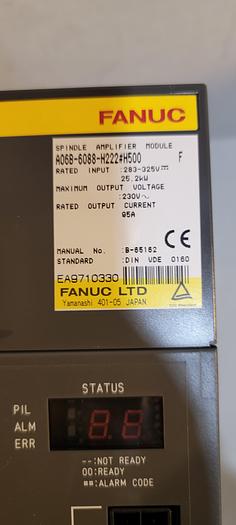 FANUC
SPINDLE AMPLIFIER MODULE
A06B-6088-H222#H500 F
RATED INPUT :283-325V⎓
25.2kW
MAXIMUM OUTPUT VOLTAGE
:230V~
RATED OUTPUT CURRENT
95A
MANUAL No. :B-65162
STANDARD :DIN VDE 0160
CE
EA9710330
FANUC LTD
Yamanashi 401-05 JAPAN
STATUS
PIL
ALM
ERR
--:NOT READY
00:READY
##:ALARM CODE